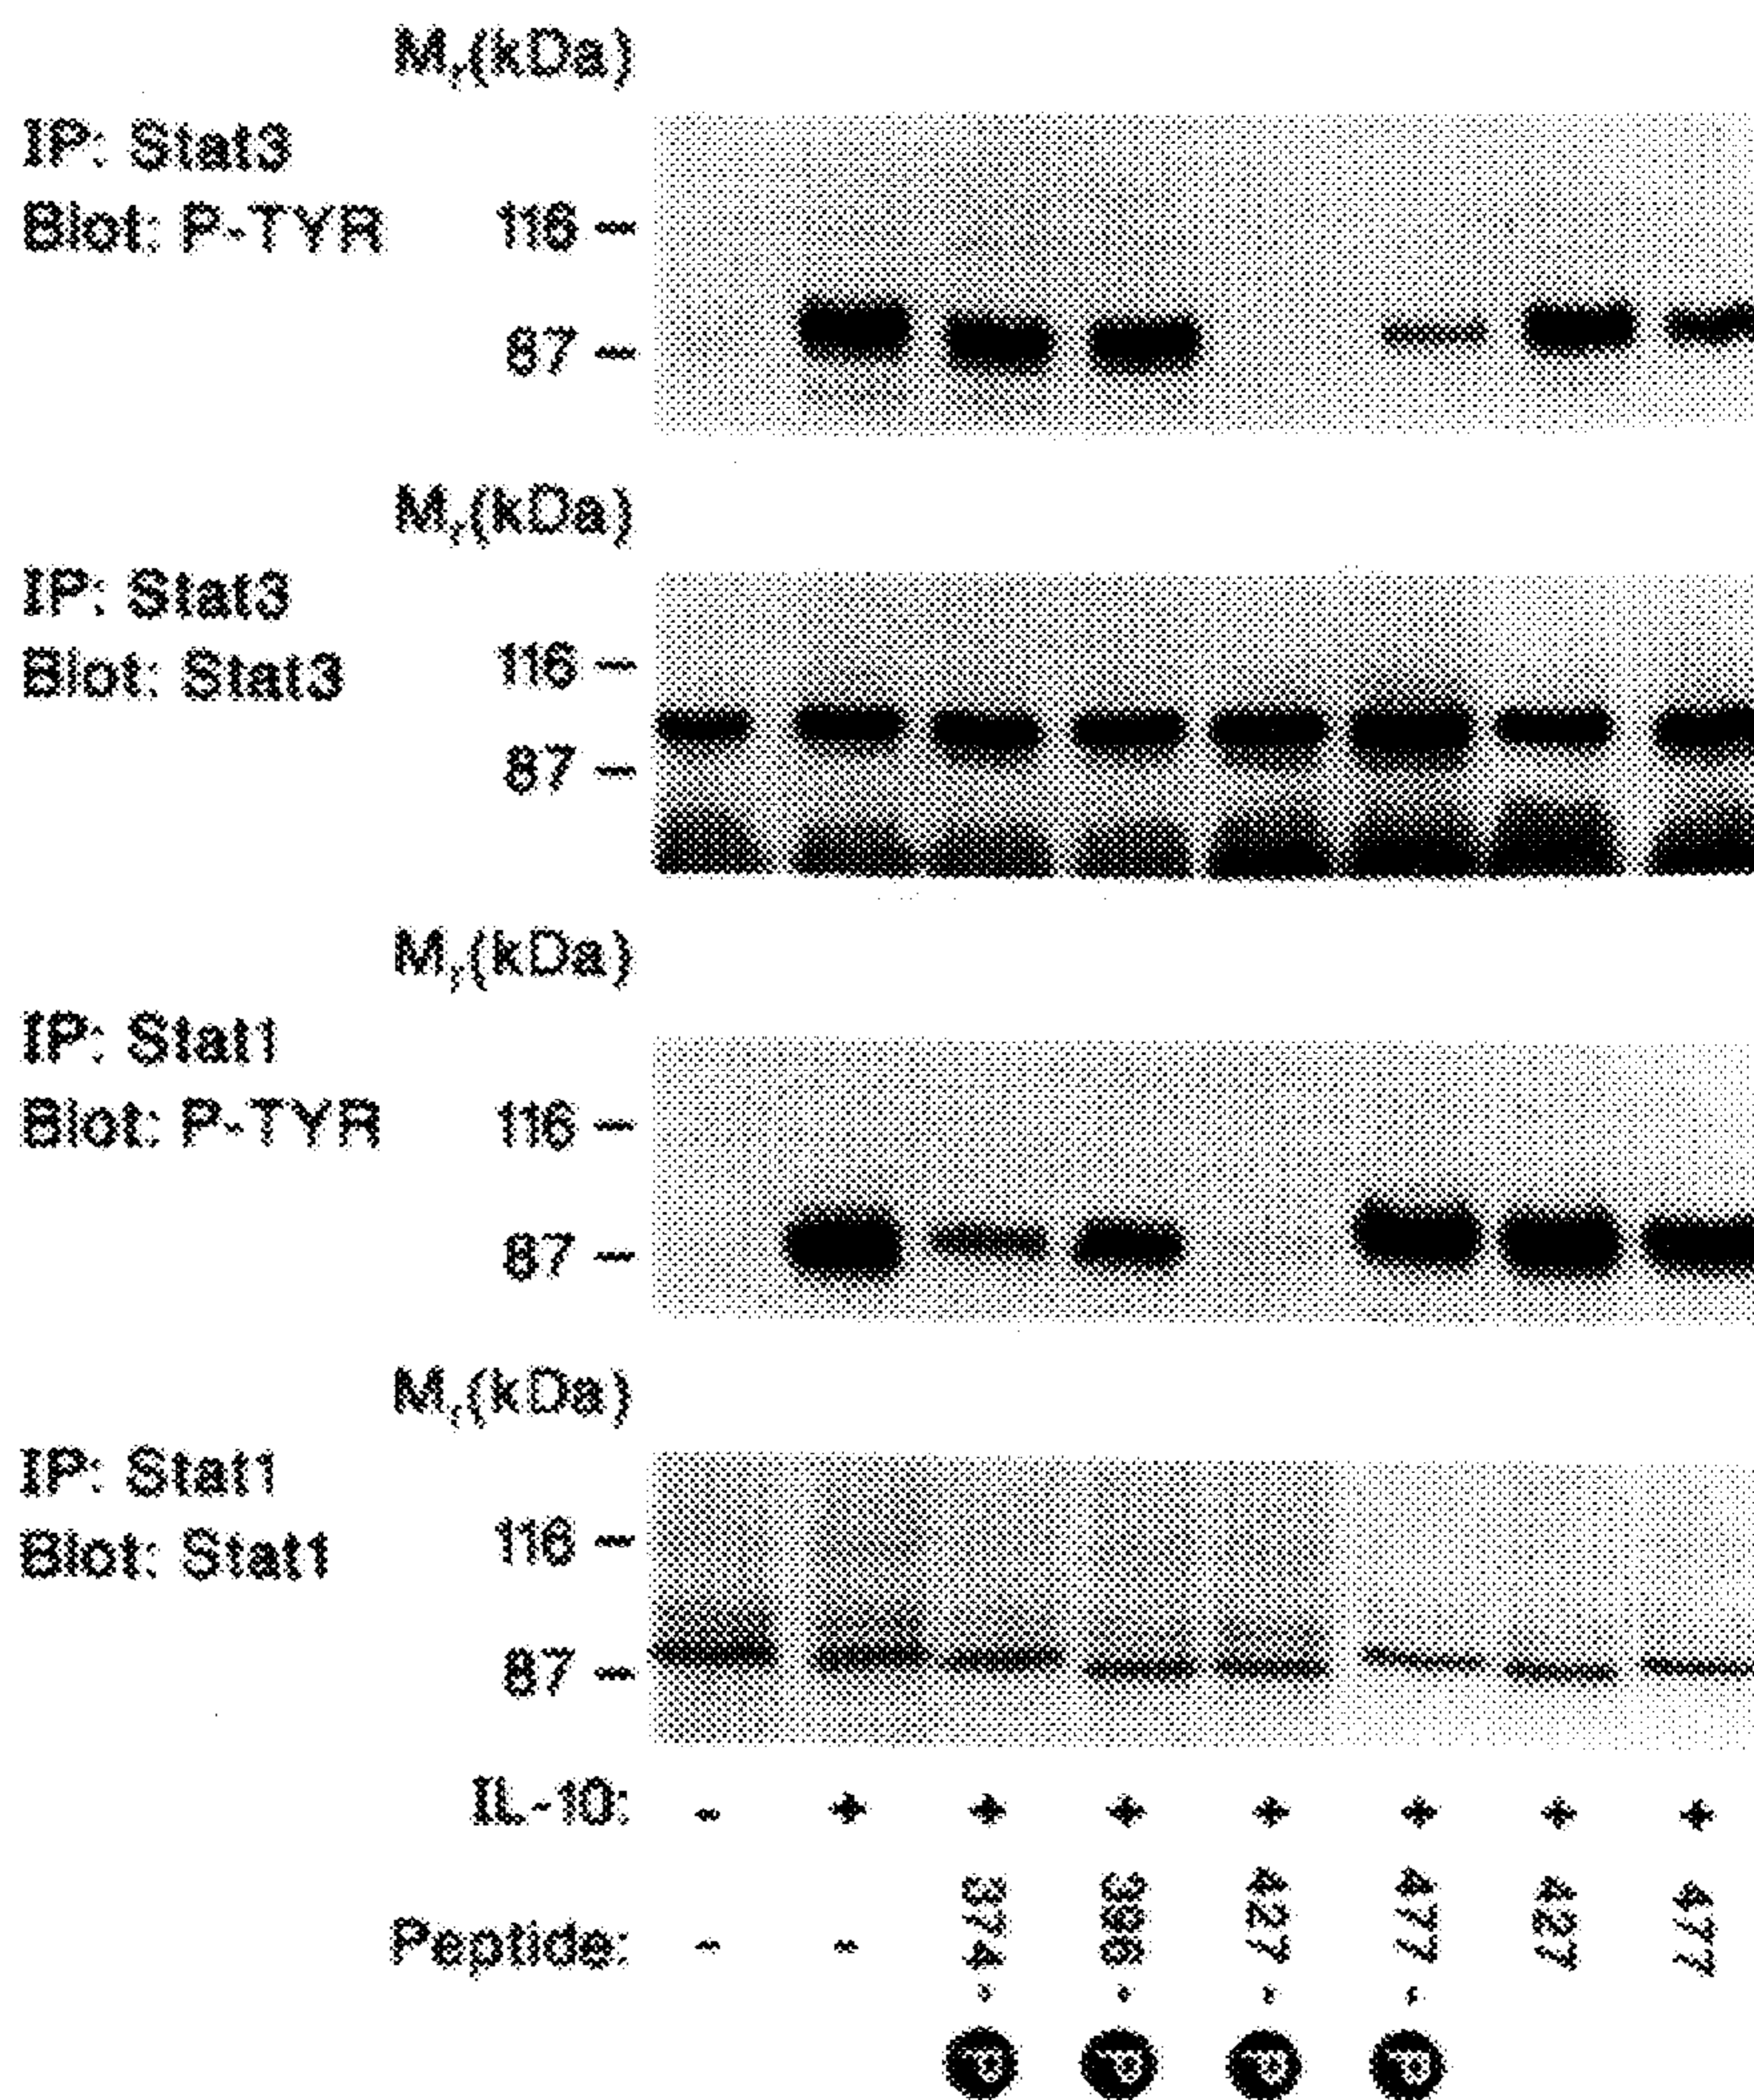 Mr(kDa)
IP: Stat3
Blot: P-TYR
116 –
87 –
Mr(kDa)
IP: Stat3
Blot: Stat3
116 –
87 –
Mr(kDa)
IP: Stat1
Blot: P-TYR
116 –
87 –
Mr(kDa)
IP: Stat1
Blot: Stat1
116 –
87 –
IL-10: - + + + + + + +
Peptide: - - 374-P 396-P 427-P 477-P 427 477